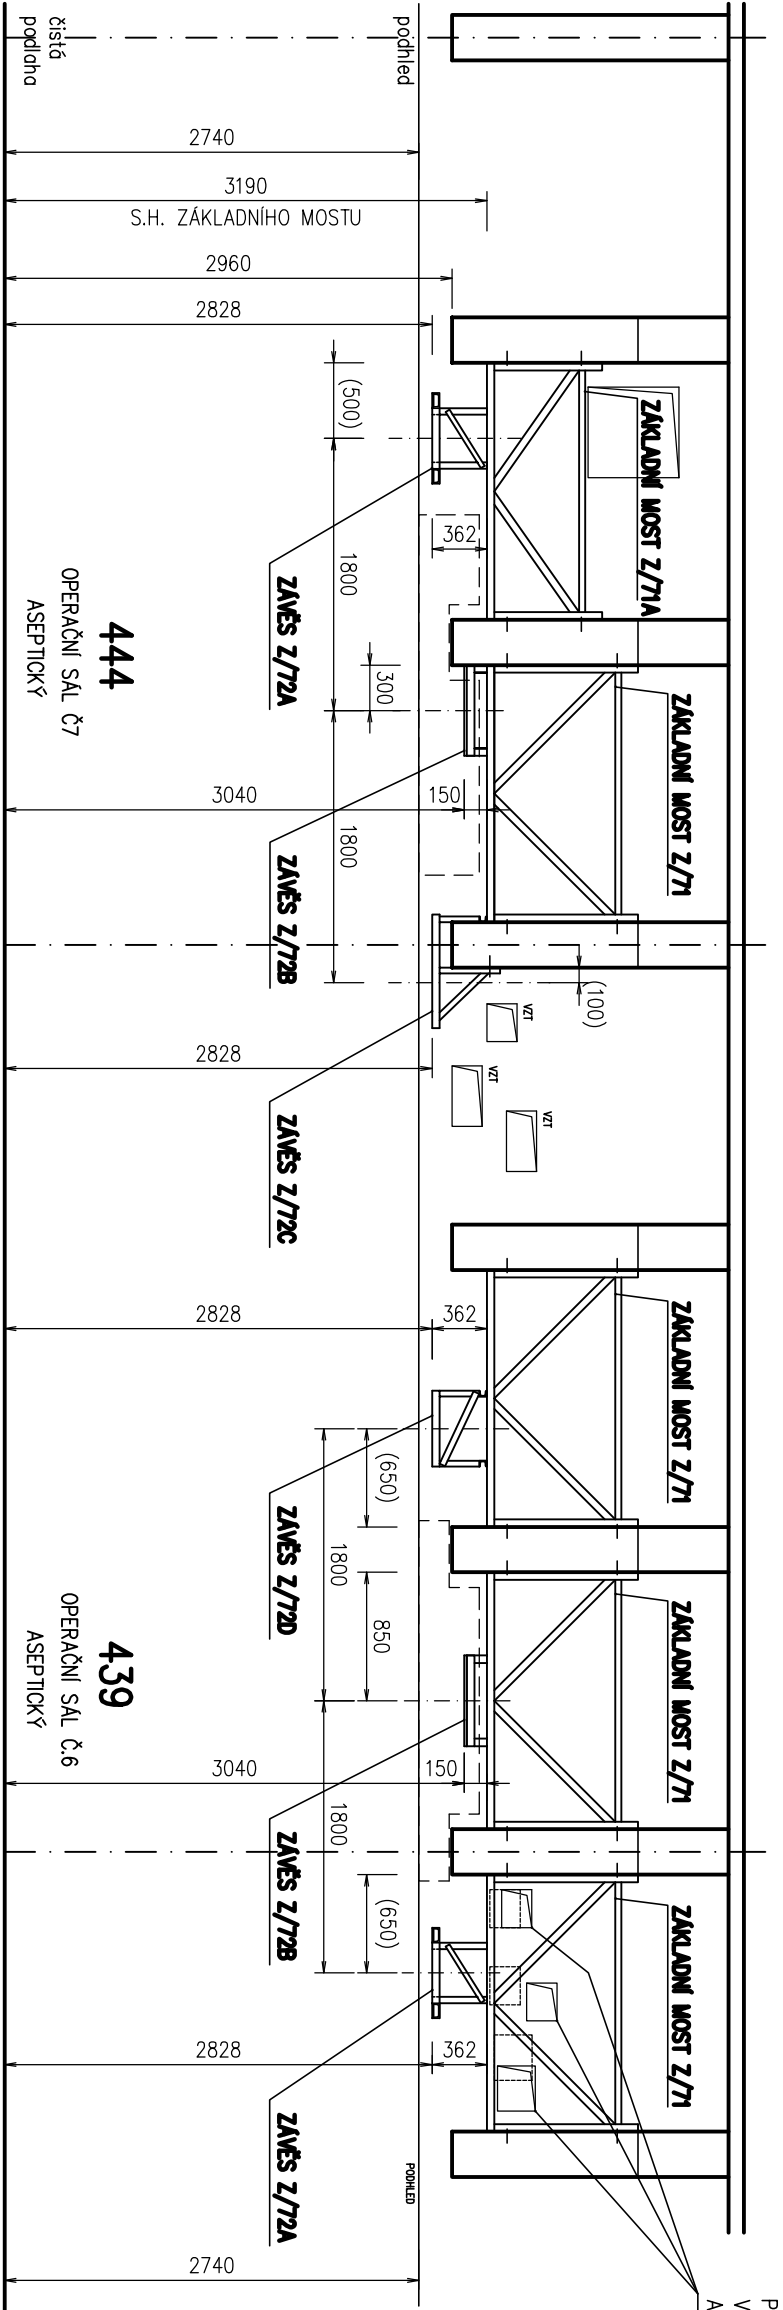 čistá
podlaha
podhled
2740
3190
S.H. ZÁKLADNÍHO MOSTU
2960
2828
(500)
ZÁKLADNÍ MOST Z/71A
362
1800
ZÁVĚS Z/72A
444
OPERAČNÍ SÁL Č7
ASEPTICKÝ
300
ZÁKLADNÍ MOST Z/71
3040
150
1800
ZÁVĚS Z/72B
(100)
VZT
VZT
VZT
2828
ZÁVĚS Z/72C
2828
362
ZÁKLADNÍ MOST Z/71
(650)
1800
ZÁVĚS Z/72D
850
439
OPERAČNÍ SÁL Č.6
ASEPTICKÝ
ZÁKLADNÍ MOST Z/71
3040
150
1800
ZÁVĚS Z/72B
(650)
ZÁKLADNÍ MOST Z/71
2828
362
ZÁVĚS Z/72A
PODHLED
2740
P
V
A